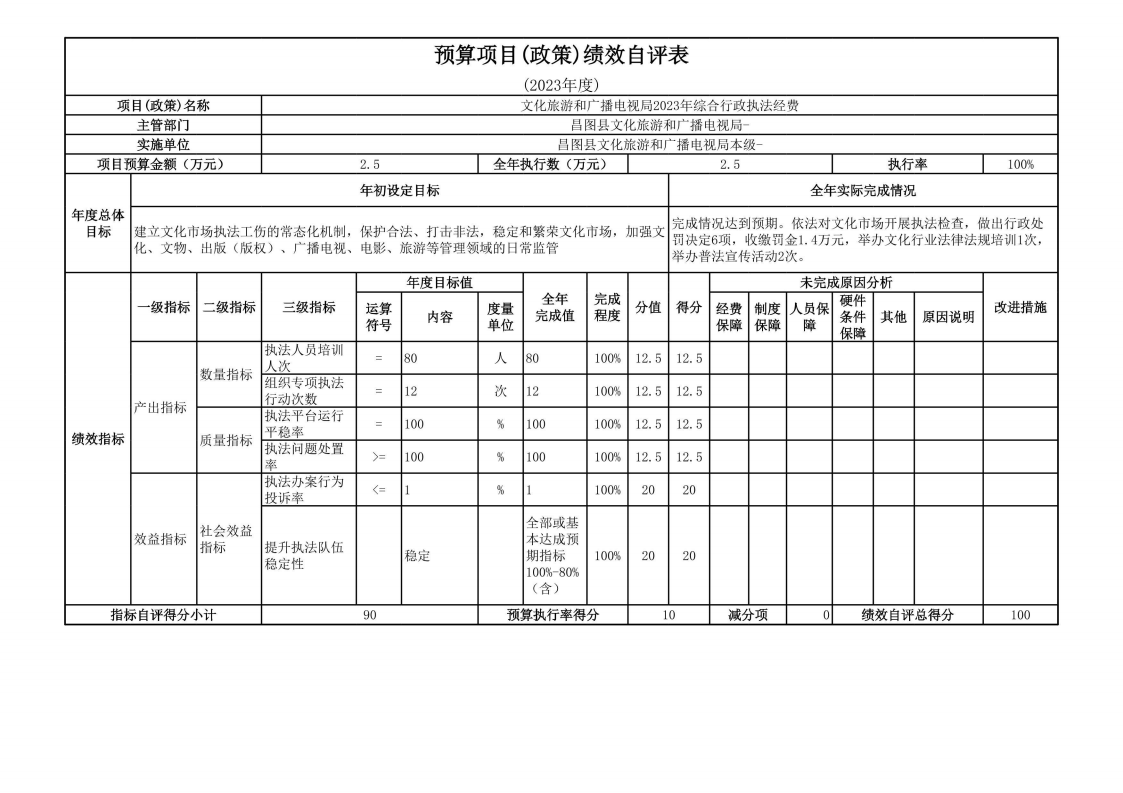 预算项目(政策)绩效自评表
(2023年度)
项目(政策)名称 文化旅游和广播电视局2023年综合行政执法经费
主管部门 昌图县文化旅游和广播电视局-
实施单位 昌图县文化旅游和广播电视局本级-
项目预算金额（万元） 2.5 全年执行数（万元） 2.5 执行率 100%
年度总体
目标
年初设定目标 全年实际完成情况
建立文化市场执法工伤的常态化机制，保护合法、打击非法，稳定和繁荣文化市场，加强文
化、文物、出版（版权）、广播电视、电影、旅游等管理领域的日常监管
完成情况达到预期。依法对文化市场开展执法检查，做出行政处
罚决定6项，收缴罚金1.4万元，举办文化行业法律法规培训1次，
举办普法宣传活动2次。
绩效指标
一级指标 二级指标 三级指标
年度目标值
运算
符号
内容
度量
单位
全年
完成值
完成
程度
分值 得分
未完成原因分析
经费
保障
制度
保障
人员保
障
硬件
条件
保障
其他 原因说明
改进措施
产出指标
数量指标
执法人员培训
人次
= 80 人 80 100% 12.5 12.5
组织专项执法
行动次数
= 12 次 12 100% 12.5 12.5
质量指标
执法平台运行
平稳率
= 100 % 100 100% 12.5 12.5
执法问题处置
率
>= 100 % 100 100% 12.5 12.5
效益指标
社会效益
指标
执法办案行为
投诉率
<= 1 % 1 100% 20 20
提升执法队伍
稳定性
稳定
全部或基
本达成预
期指标
100%-80%
（含）
100% 20 20
指标自评得分小计 90 预算执行率得分 10 减分项 0 绩效自评总得分 100